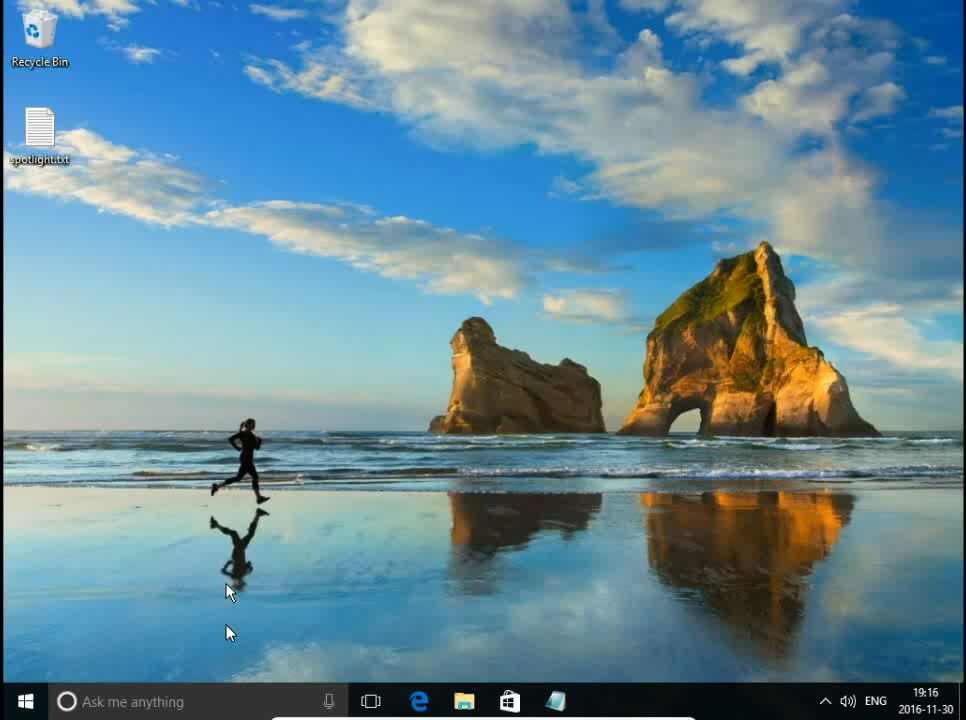 Recycle Bin
spotlight.txt
Ask me anything
ENG
19:16
2016-11-30